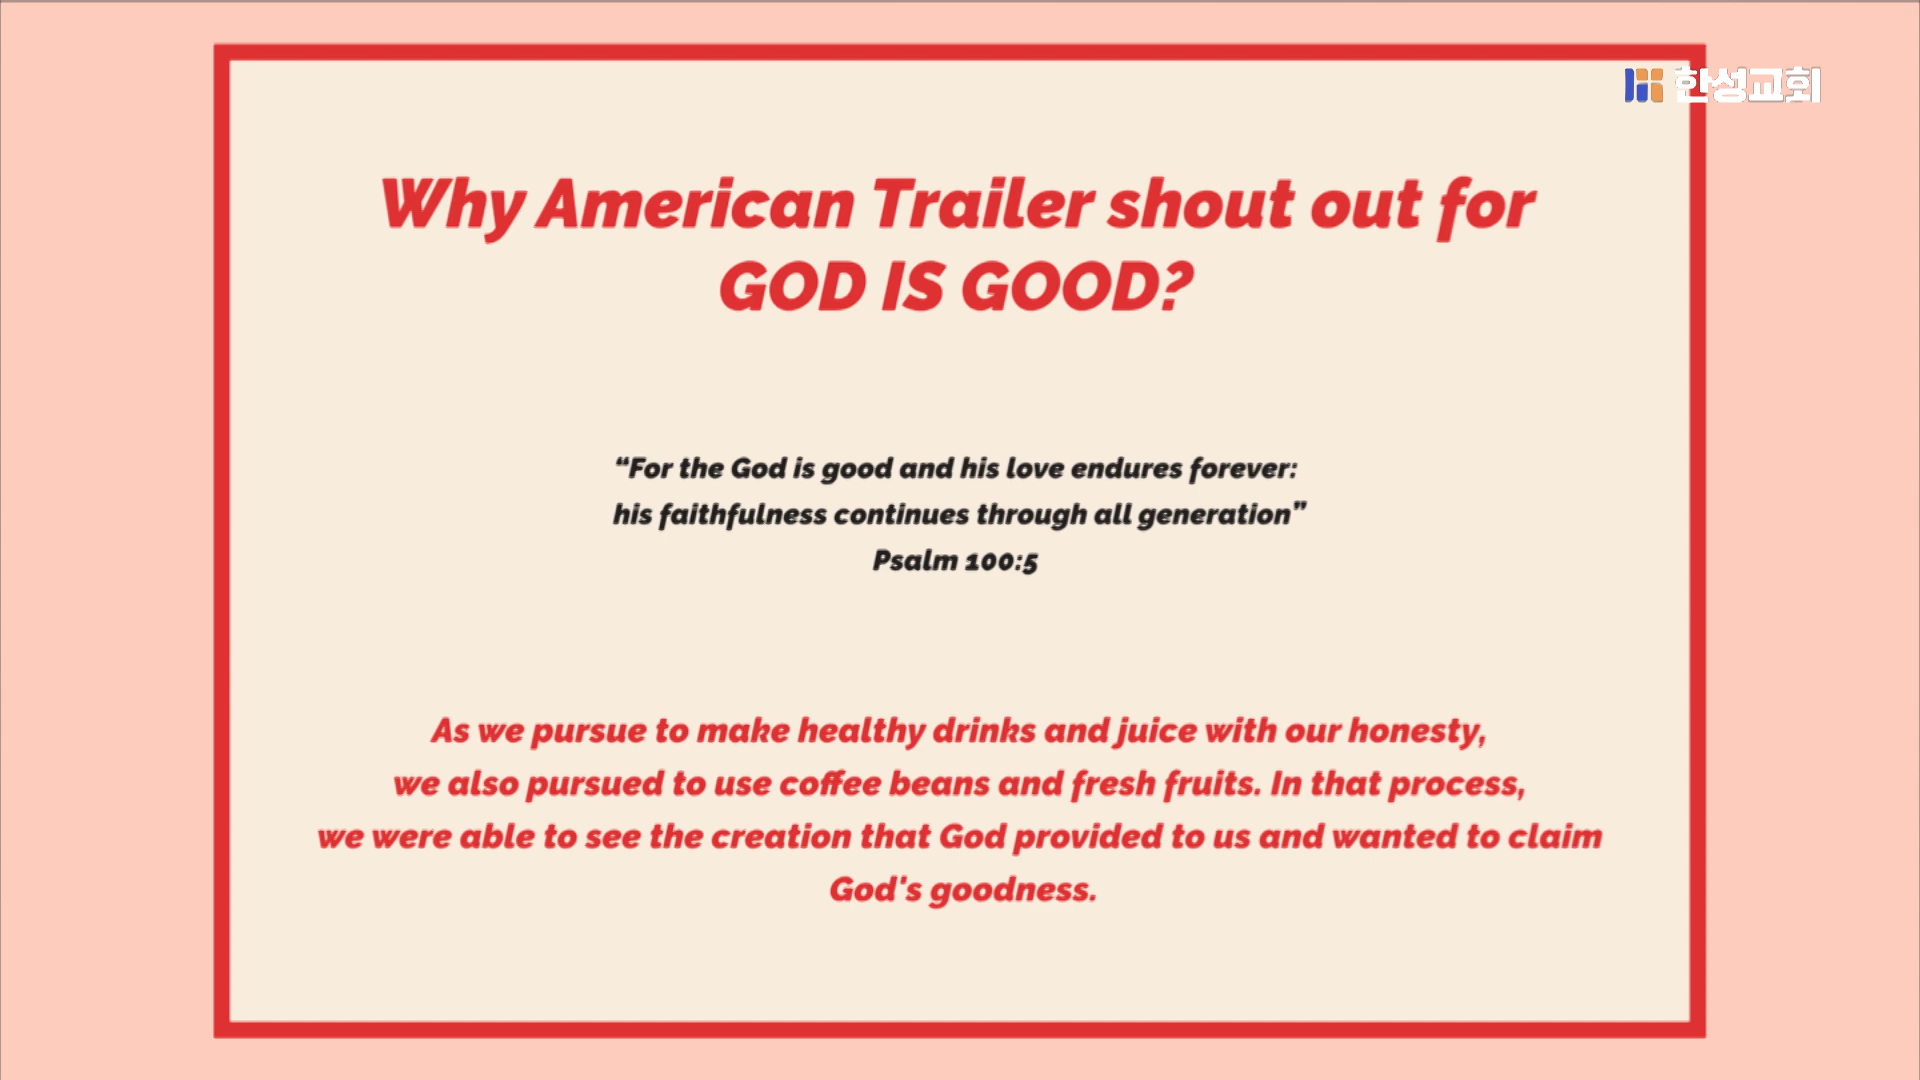 한성교회
Why American Trailer shout out for
GOD IS GOOD?
“For the God is good and his love endures forever:
his faithfulness continues through all generation”
Psalm 100:5
As we pursue to make healthy drinks and juice with our honesty,
we also pursued to use coffee beans and fresh fruits. In that process,
we were able to see the creation that God provided to us and wanted to claim
God's goodness.